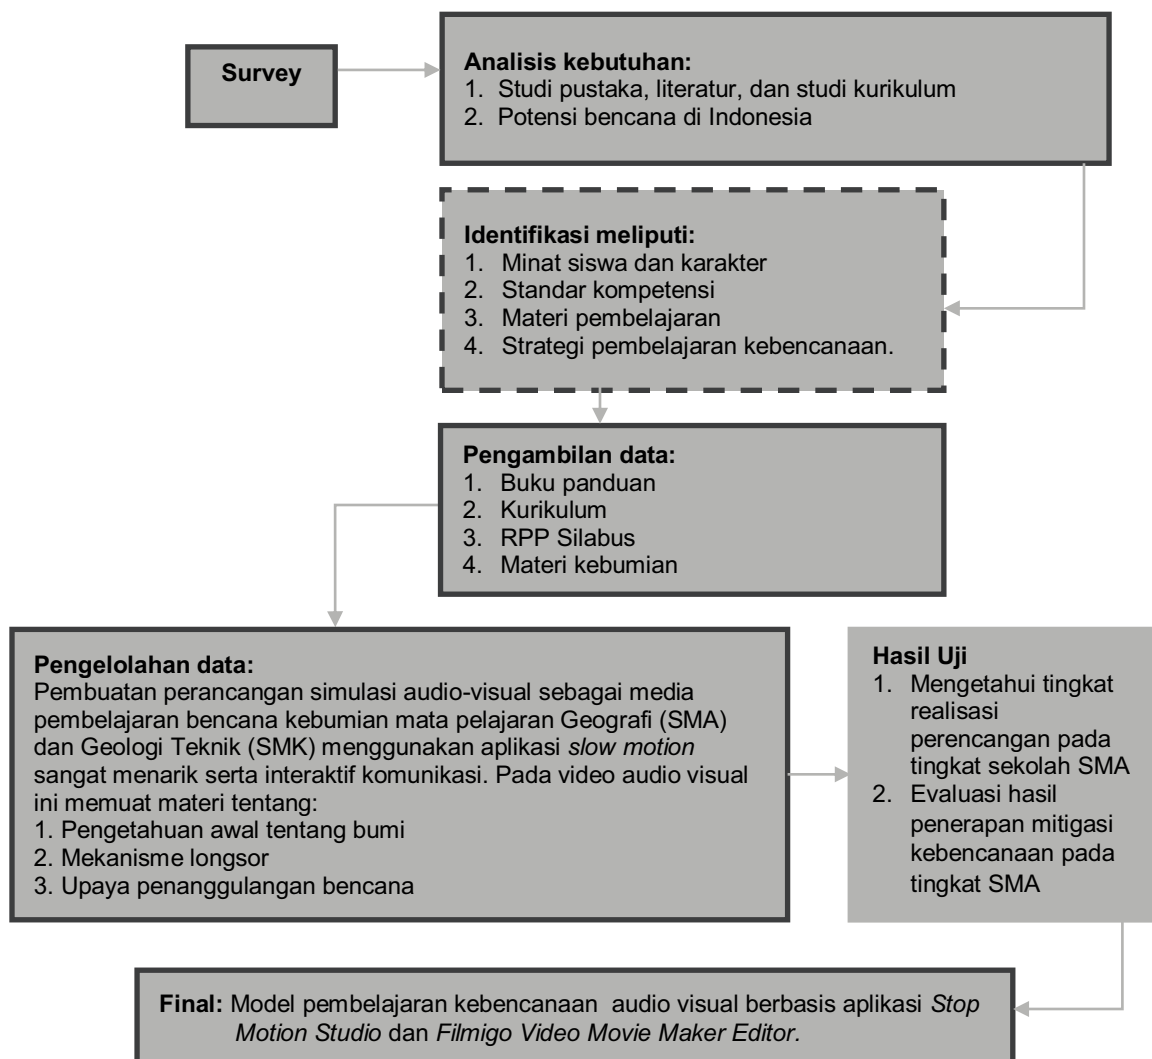 Survey
Analisis kebutuhan:
1. Studi pustaka, literatur, dan studi kurikulum
2. Potensi bencana di Indonesia
Identifikasi meliputi:
1. Minat siswa dan karakter
2. Standar kompetensi
3. Materi pembelajaran
4. Strategi pembelajaran kebencanaan.
Pengambilan data:
1. Buku panduan
2. Kurikulum
3. RPP Silabus
4. Materi kebumian
Pengelolahan data:
Pembuatan perancangan simulasi audio-visual sebagai media
pembelajaran bencana kebumian mata pelajaran Geografi (SMA)
dan Geologi Teknik (SMK) menggunakan aplikasi slow motion
sangat menarik serta interaktif komunikasi. Pada video audio visual
ini memuat materi tentang:
1. Pengetahuan awal tentang bumi
2. Mekanisme longsor
3. Upaya penanggulangan bencana
Hasil Uji
1. Mengetahui tingkat
realisasi
perencangan pada
tingkat sekolah SMA
2. Evaluasi hasil
penerapan mitigasi
kebencanaan pada
tingkat SMA
Final: Model pembelajaran kebencanaan audio visual berbasis aplikasi Stop
Motion Studio dan Filmigo Video Movie Maker Editor.